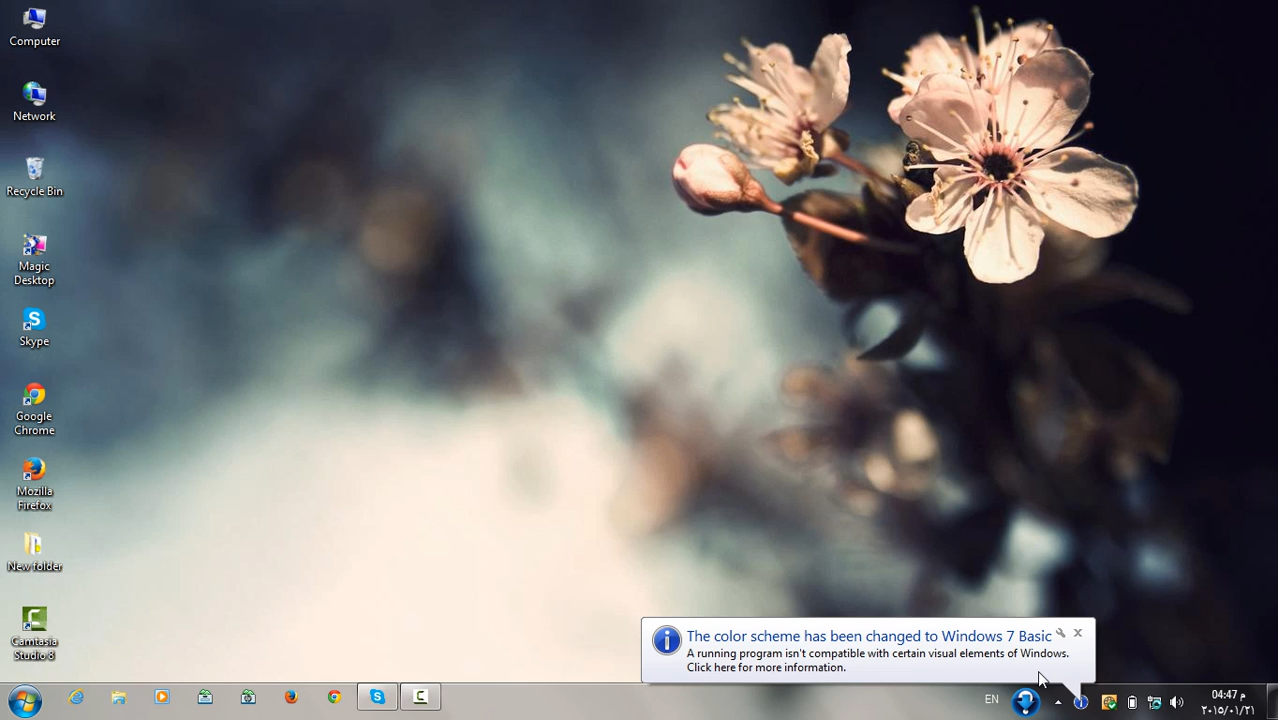 Computer
Network
Recycle Bin
Magic
Desktop
Skype
Google
Chrome
Mozilla
Firefox
New folder
Camtasia
Studio 8
The color scheme has been changed to Windows 7 Basic
A running program isn't compatible with certain visual elements of Windows.
Click here for more information.
EN
04:47 م
٢٠١٥/٠١/٢١